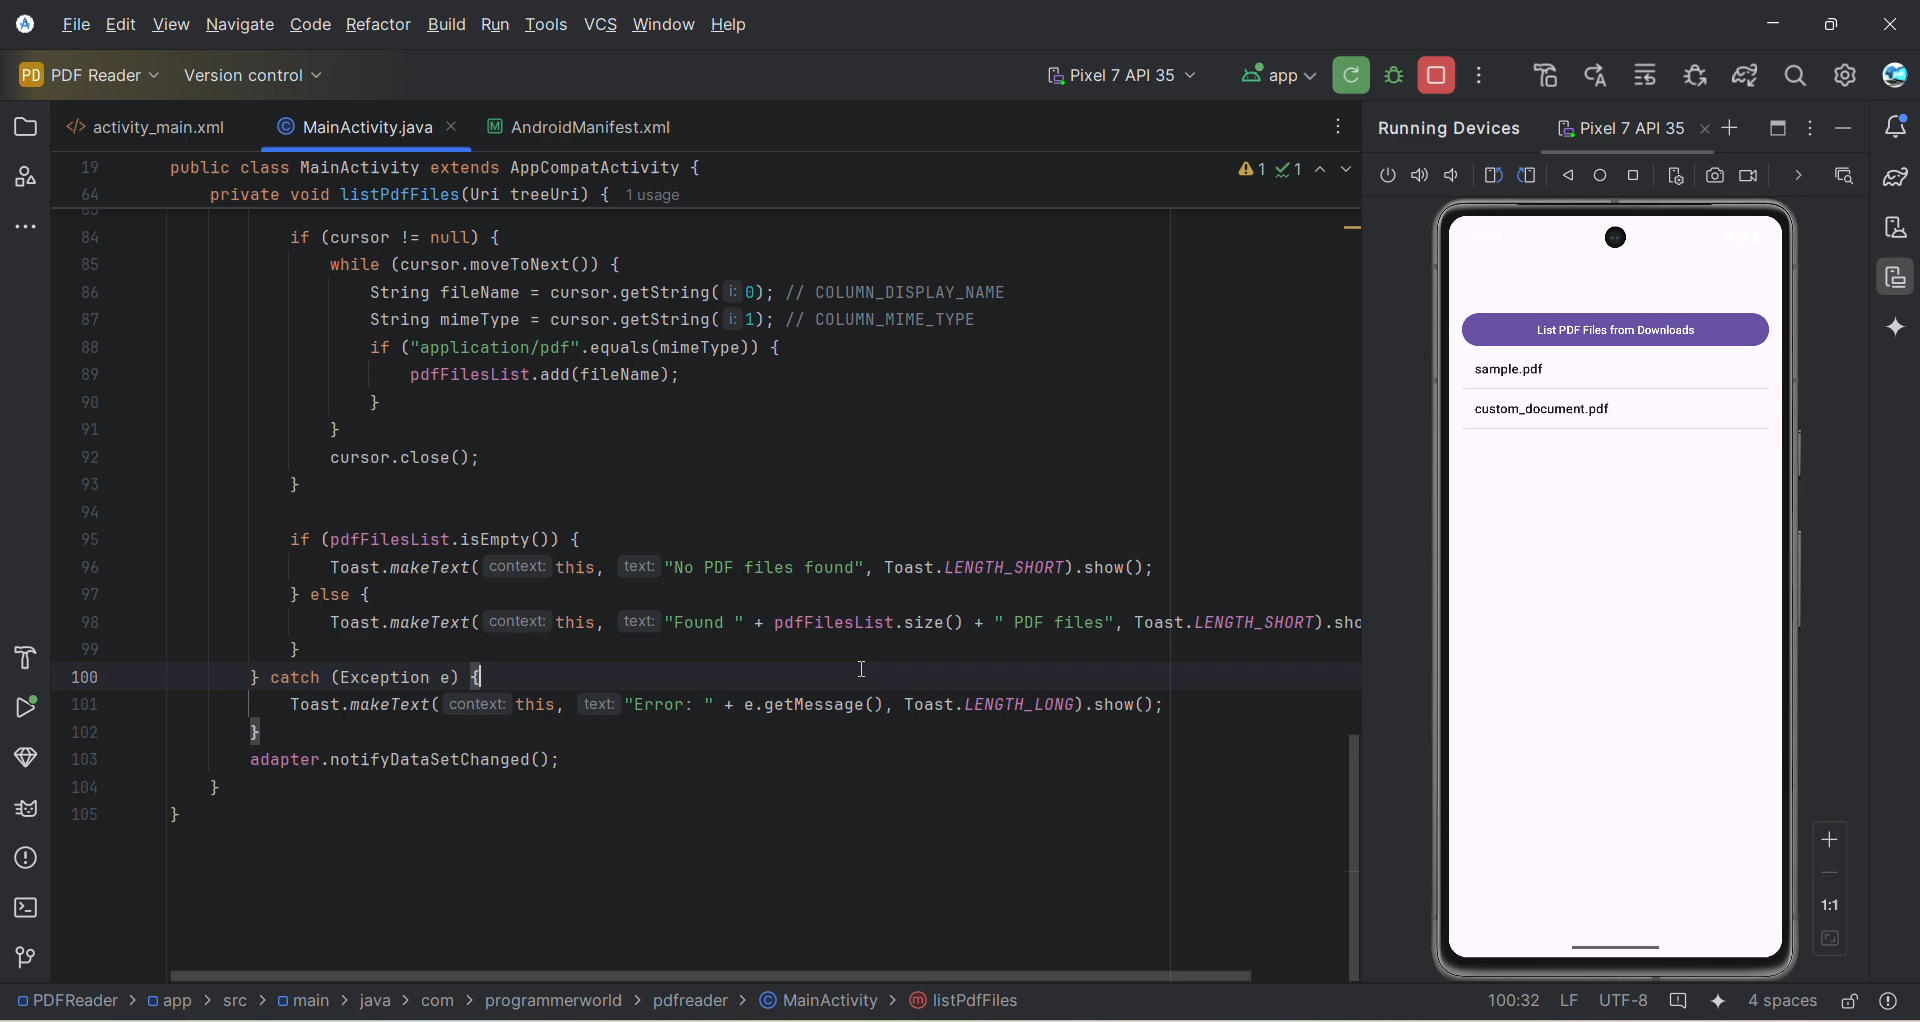 File Edit View Navigate Code Refactor Build Run Tools VCS Window Help
PD PDF Reader Version control Pixel 7 API 35 app
activity_main.xml MainActivity.java AndroidManifest.xml
Running Devices Pixel 7 API 35
19 public class MainActivity extends AppCompatActivity {
1 1
64 private void listPdfFiles(Uri treeUri) { 1 usage
84 if (cursor != null) {
85 while (cursor.moveToNext()) {
86 String fileName = cursor.getString( i: 0); // COLUMN_DISPLAY_NAME
87 String mimeType = cursor.getString( i: 1); // COLUMN_MIME_TYPE
88 if ("application/pdf".equals(mimeType)) {
89 pdfFilesList.add(fileName);
90 }
91 }
92 cursor.close();
93 }
94
95 if (pdfFilesList.isEmpty()) {
96 Toast.makeText( context: this, text: "No PDF files found", Toast.LENGTH_SHORT).show();
97 } else {
98 Toast.makeText( context: this, text: "Found " + pdfFilesList.size() + " PDF files", Toast.LENGTH_SHORT).sho
99 }
100 } catch (Exception e) {
101 Toast.makeText( context: this, text: "Error: " + e.getMessage(), Toast.LENGTH_LONG).show();
102 }
103 adapter.notifyDataSetChanged();
104 }
105 }
List PDF Files from Downloads
sample.pdf
custom_document.pdf
1:1
PDFReader > app > src > main > java > com > programmerworld > pdfreader > MainActivity > listPdfFiles
100:32 LF UTF-8 4 spaces